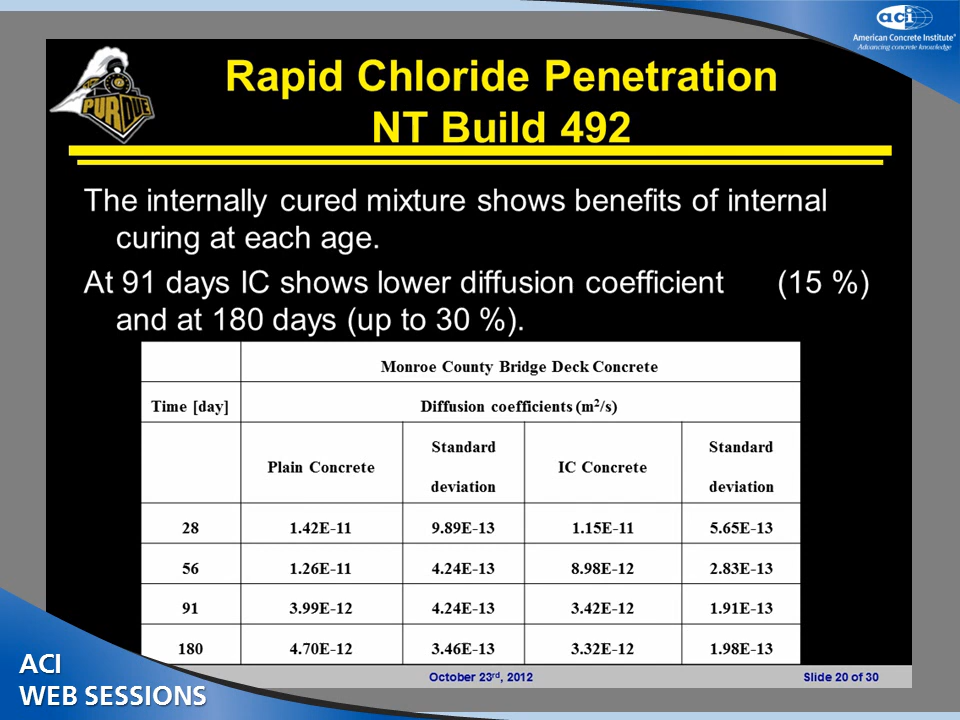 aci
American Concrete Institute®
Advancing concrete knowledge
PURDUE
Rapid Chloride Penetration
NT Build 492
The internally cured mixture shows benefits of internal
curing at each age.
At 91 days IC shows lower diffusion coefficient (15 %)
and at 180 days (up to 30 %).
Monroe County Bridge Deck Concrete
Time [day] Diffusion coefficients (m²/s)
Plain Concrete Standard deviation IC Concrete Standard deviation
28 1.42E-11 9.89E-13 1.15E-11 5.65E-13
56 1.26E-11 4.24E-13 8.98E-12 2.83E-13
91 3.99E-12 4.24E-13 3.42E-12 1.91E-13
180 4.70E-12 3.46E-13 3.32E-12 1.98E-13
ACI
WEB SESSIONS
October 23rd, 2012 Slide 20 of 30